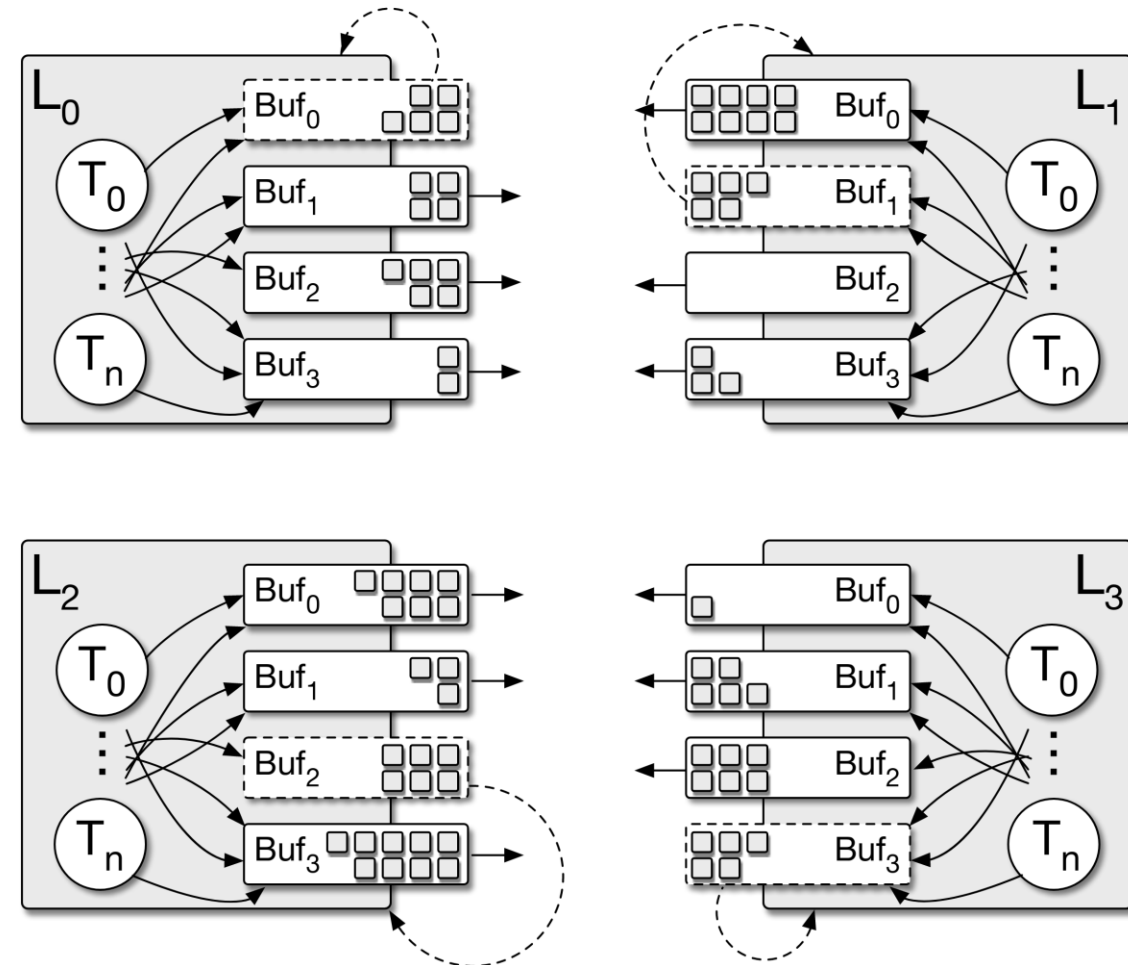 L₀
Buf₀
T₀
Buf₁
⋮
Buf₂
Tₙ
Buf₃
L₁
Buf₀
T₀
Buf₁
⋮
Buf₂
Tₙ
Buf₃
L₂
Buf₀
T₀
Buf₁
⋮
Buf₂
Tₙ
Buf₃
L₃
Buf₀
T₀
Buf₁
⋮
Buf₂
Tₙ
Buf₃